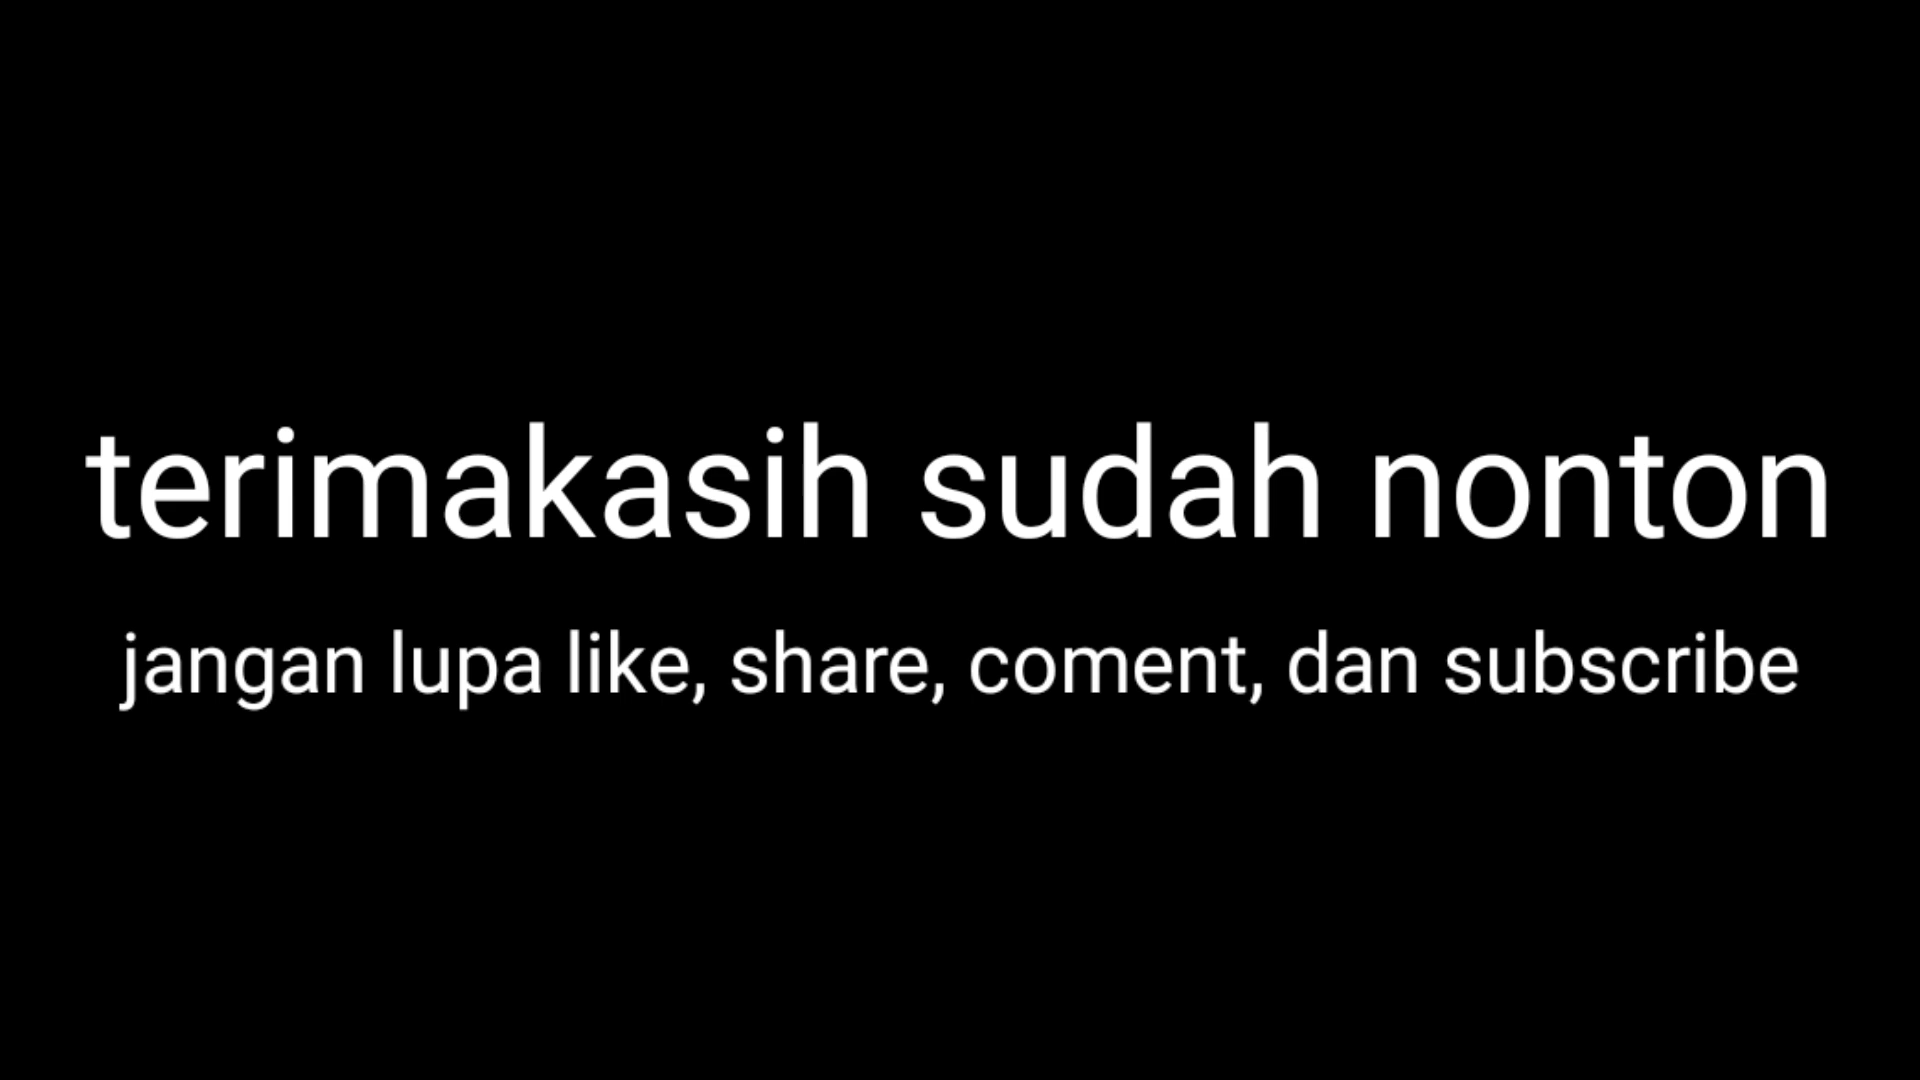 terimakasih sudah nonton
jangan lupa like, share, coment, dan subscribe